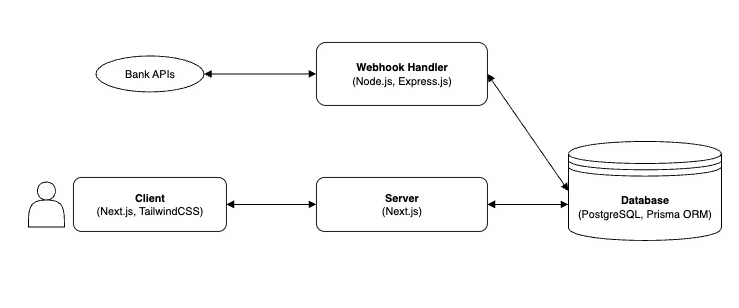 Bank APIs
Webhook Handler
(Node.js, Express.js)
Client
(Next.js, TailwindCSS)
Server
(Next.js)
Database
(PostgreSQL, Prisma ORM)